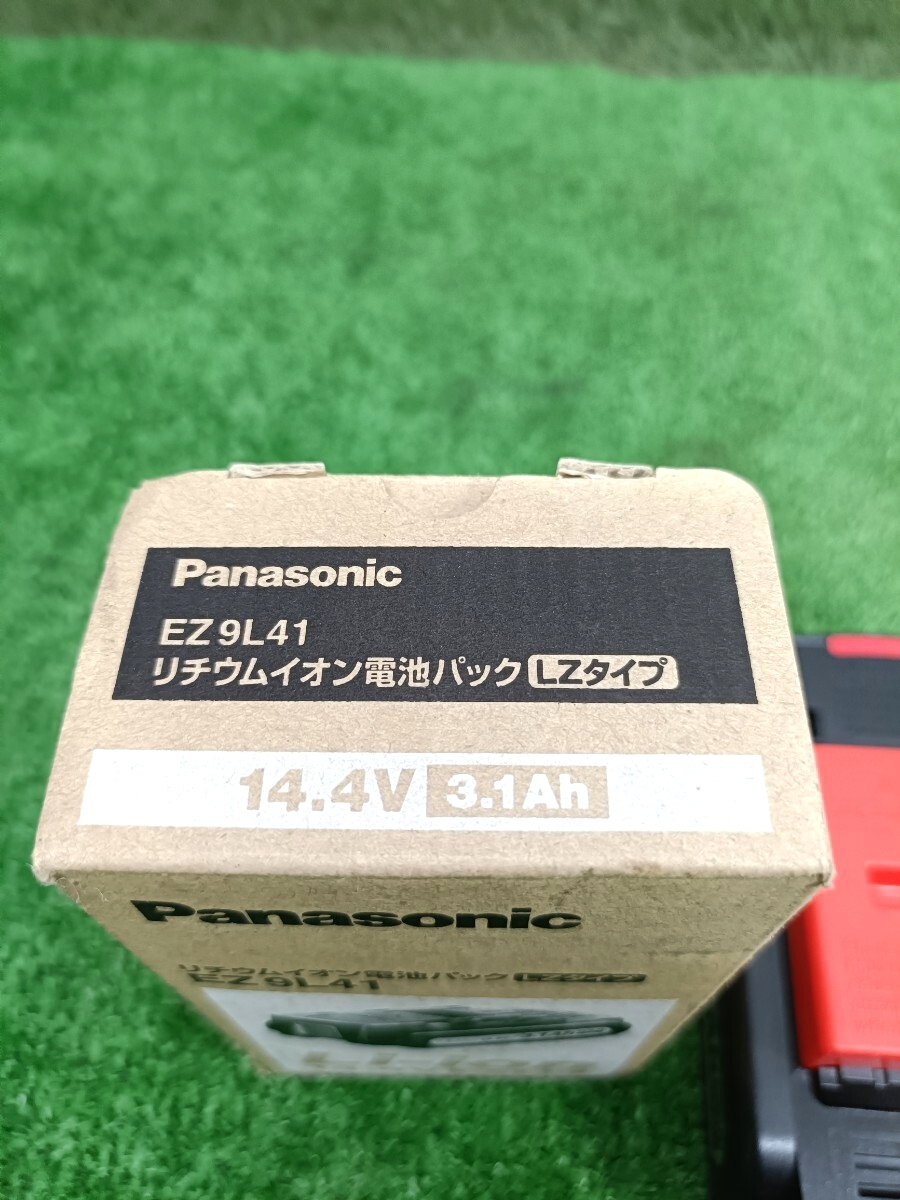 Panasonic
EZ9L41
リチウムイオン電池パック LZタイプ
14.4V 3.1Ah
Panasonic
リチウムイオン電池パック LZタイプ
EZ9L41
Li-ion